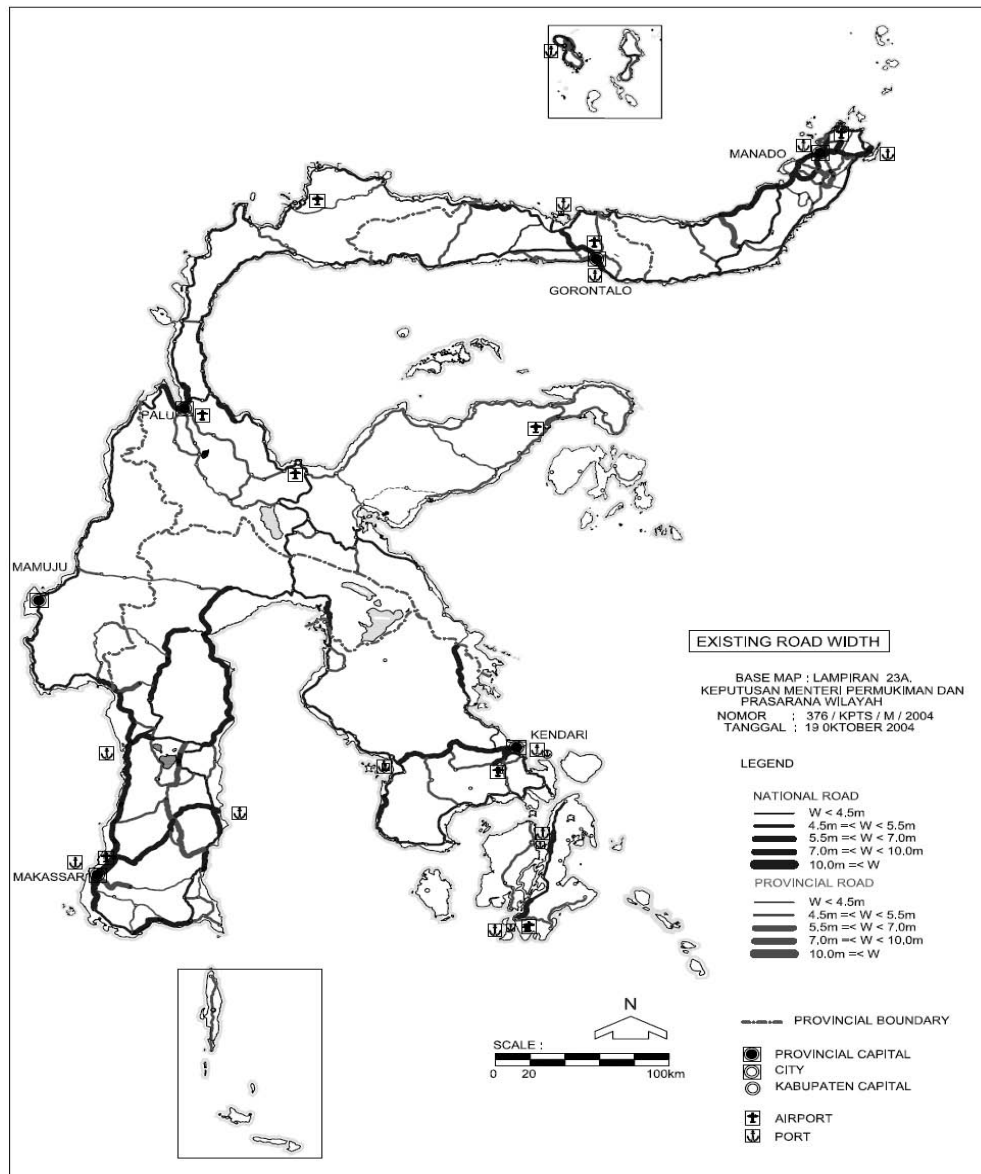 MANADO
GORONTALO
PALU
MAMUJU
KENDARI
MAKASSAR
EXISTING ROAD WIDTH
BASE MAP : LAMPIRAN 23A.
KEPUTUSAN MENTERI PERMUKIMAN DAN
PRASARANA WILAYAH
NOMOR : 376 / KPTS / M / 2004
TANGGAL : 19 OKTOBER 2004
LEGEND
NATIONAL ROAD
W < 4.5m
4.5m =< W < 5.5m
5.5m =< W < 7.0m
7.0m =< W < 10.0m
10.0m =< W
PROVINCIAL ROAD
W < 4.5m
4.5m =< W < 5.5m
5.5m =< W < 7.0m
7.0m =< W < 10.0m
10.0m =< W
PROVINCIAL BOUNDARY
PROVINCIAL CAPITAL
CITY
KABUPATEN CAPITAL
AIRPORT
PORT
N
SCALE :
0 20 100km